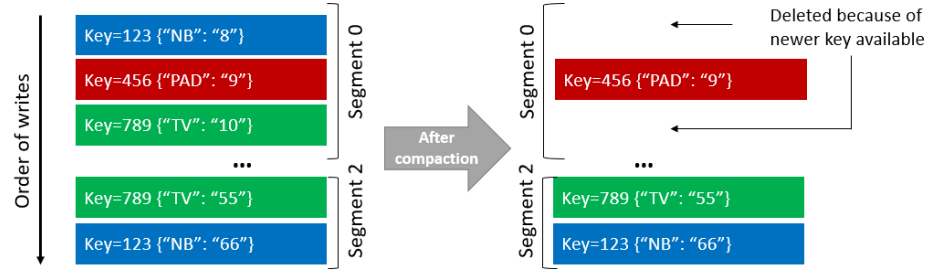 Order of writes
Key=123 {“NB”: “8”}
Key=456 {“PAD”: “9”}
Key=789 {“TV”: “10”}
...
Key=789 {“TV”: “55”}
Key=123 {“NB”: “66”}
Segment 0
Segment 2
After
compaction
Segment 0
Segment 2
Deleted because of
newer key available
Key=456 {“PAD”: “9”}
...
Key=789 {“TV”: “55”}
Key=123 {“NB”: “66”}